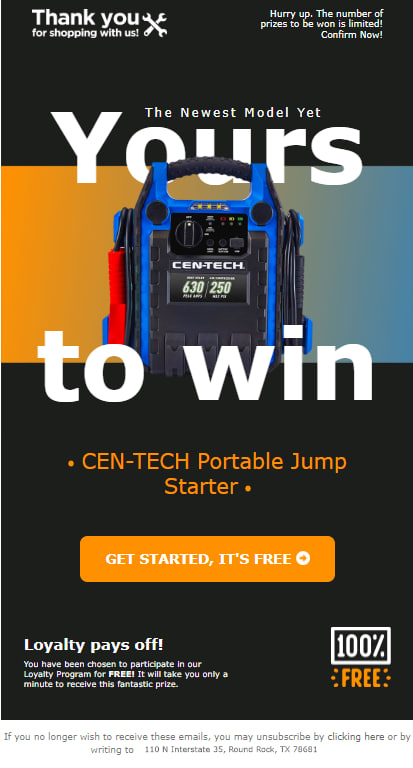 Thank you
for shopping with us!
Hurry up. The number of
prizes to be won is limited!
Confirm Now!
The Newest Model Yet
Yours
OFF
CEN-TECH
630 250
PEAK AMPS
MAX PSI
to win
• CEN-TECH Portable Jump
Starter •
GET STARTED, IT'S FREE
Loyalty pays off!
You have been chosen to participate in our
Loyalty Program for FREE! It will take you only a
minute to receive this fantastic prize.
100%
FREE
If you no longer wish to receive these emails, you may unsubscribe by clicking here or by
writing to 110 N Interstate 35, Round Rock, TX 78681